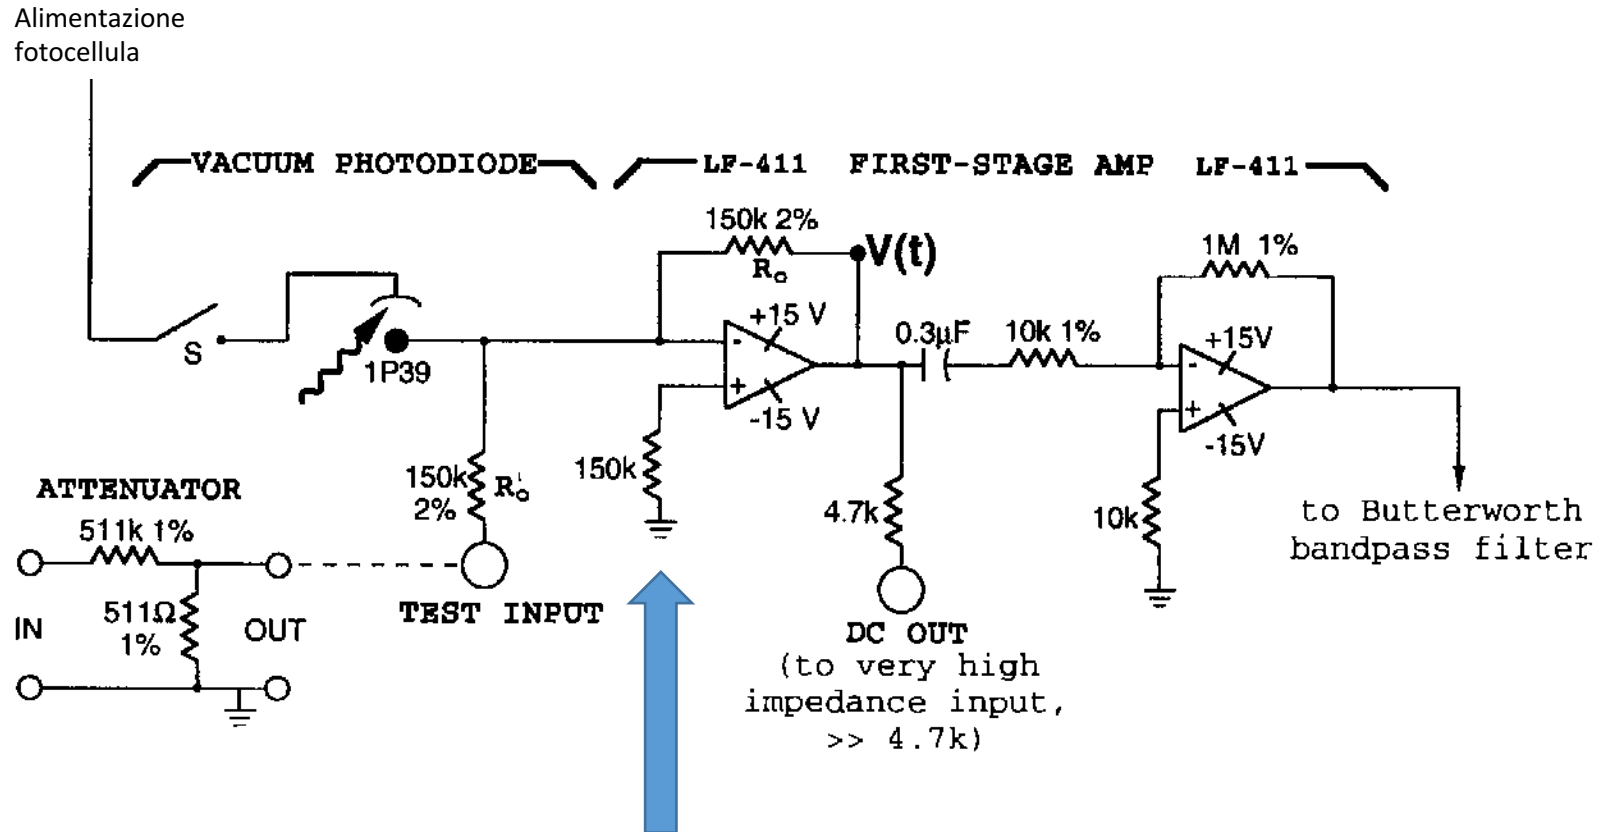 Alimentazione
fotocellula
VACUUM PHOTODIODE
LF-411 FIRST-STAGE AMP LF-411
150k 2%
Ro
V(t)
1M 1%
+15 V
-15 V
0.3µF
10k 1%
+15V
-15V
S
1P39
-
+
-
+
150k
2%
R'o
150k
4.7k
10k
to Butterworth
bandpass filter
ATTENUATOR
511k 1%
511Ω
1%
IN
OUT
TEST INPUT
DC OUT
(to very high
impedance input,
>> 4.7k)